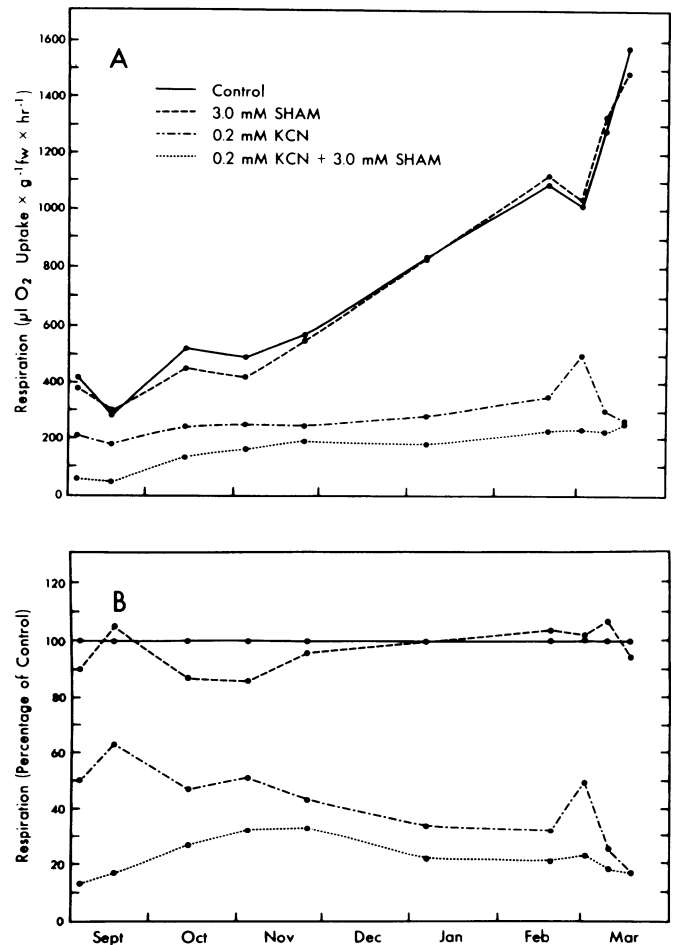 A
Control
3.0 mM SHAM
0.2 mM KCN
0.2 mM KCN + 3.0 mM SHAM
Respiration (µl O₂ Uptake × g⁻¹fw × hr⁻¹)
1600
1400
1200
1000
800
600
400
200
0
B
Respiration (Percentage of Control)
120
100
80
60
40
20
0
Sept Oct Nov Dec Jan Feb Mar